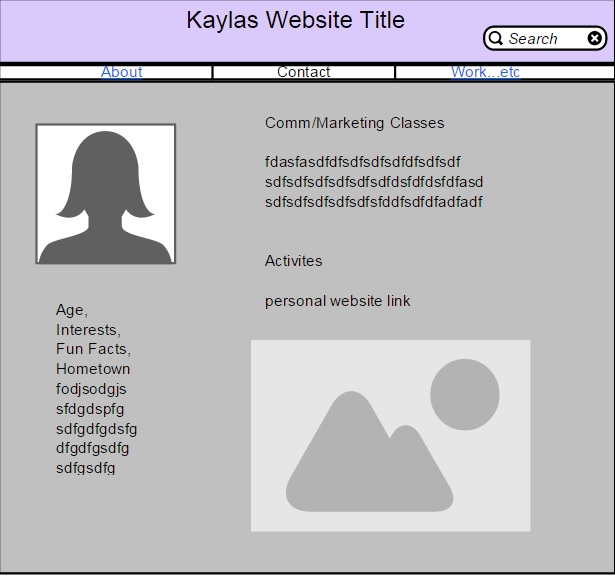 Kaylas Website Title
Search
About
Contact
Work...etc
Comm/Marketing Classes
fdasfasdfdfsdfsdfsdfdfsdfsdf
sdfsdfsdfsdfsdfsdfdfsdfdfsdfasd
sdfsdfsdfsdfsdfsfddfsdfdfadfadf
Activites
personal website link
Age,
Interests,
Fun Facts,
Hometown
fodjsodgjs
sfdgdspfg
sdfgdfgdsfg
dfgdfgsdfg
sdfgsdfg